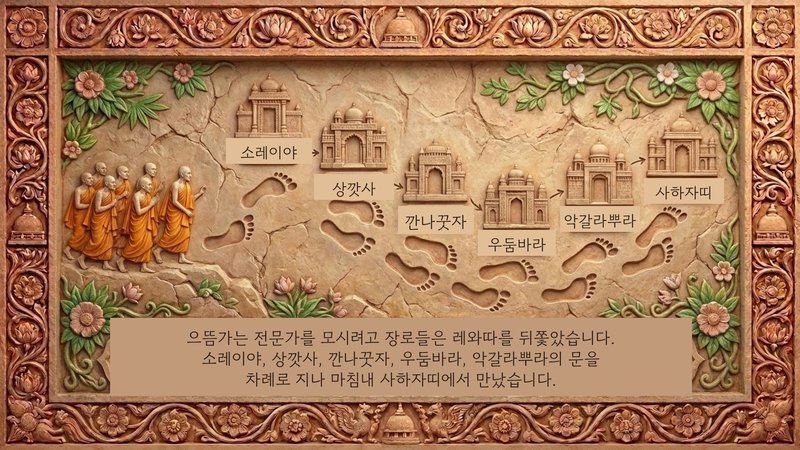 소레이야
상깟사
깐나꿋자
우둠바라
악갈라뿌라
사하자띠
으뜸가는 전문가를 모시려고 장로들은 레와따를 뒤쫓았습니다.
소레이야, 상깟사, 깐나꿋자, 우둠바라, 악갈라뿌라의 문을
차례로 지나 마침내 사하자띠에서 만났습니다.